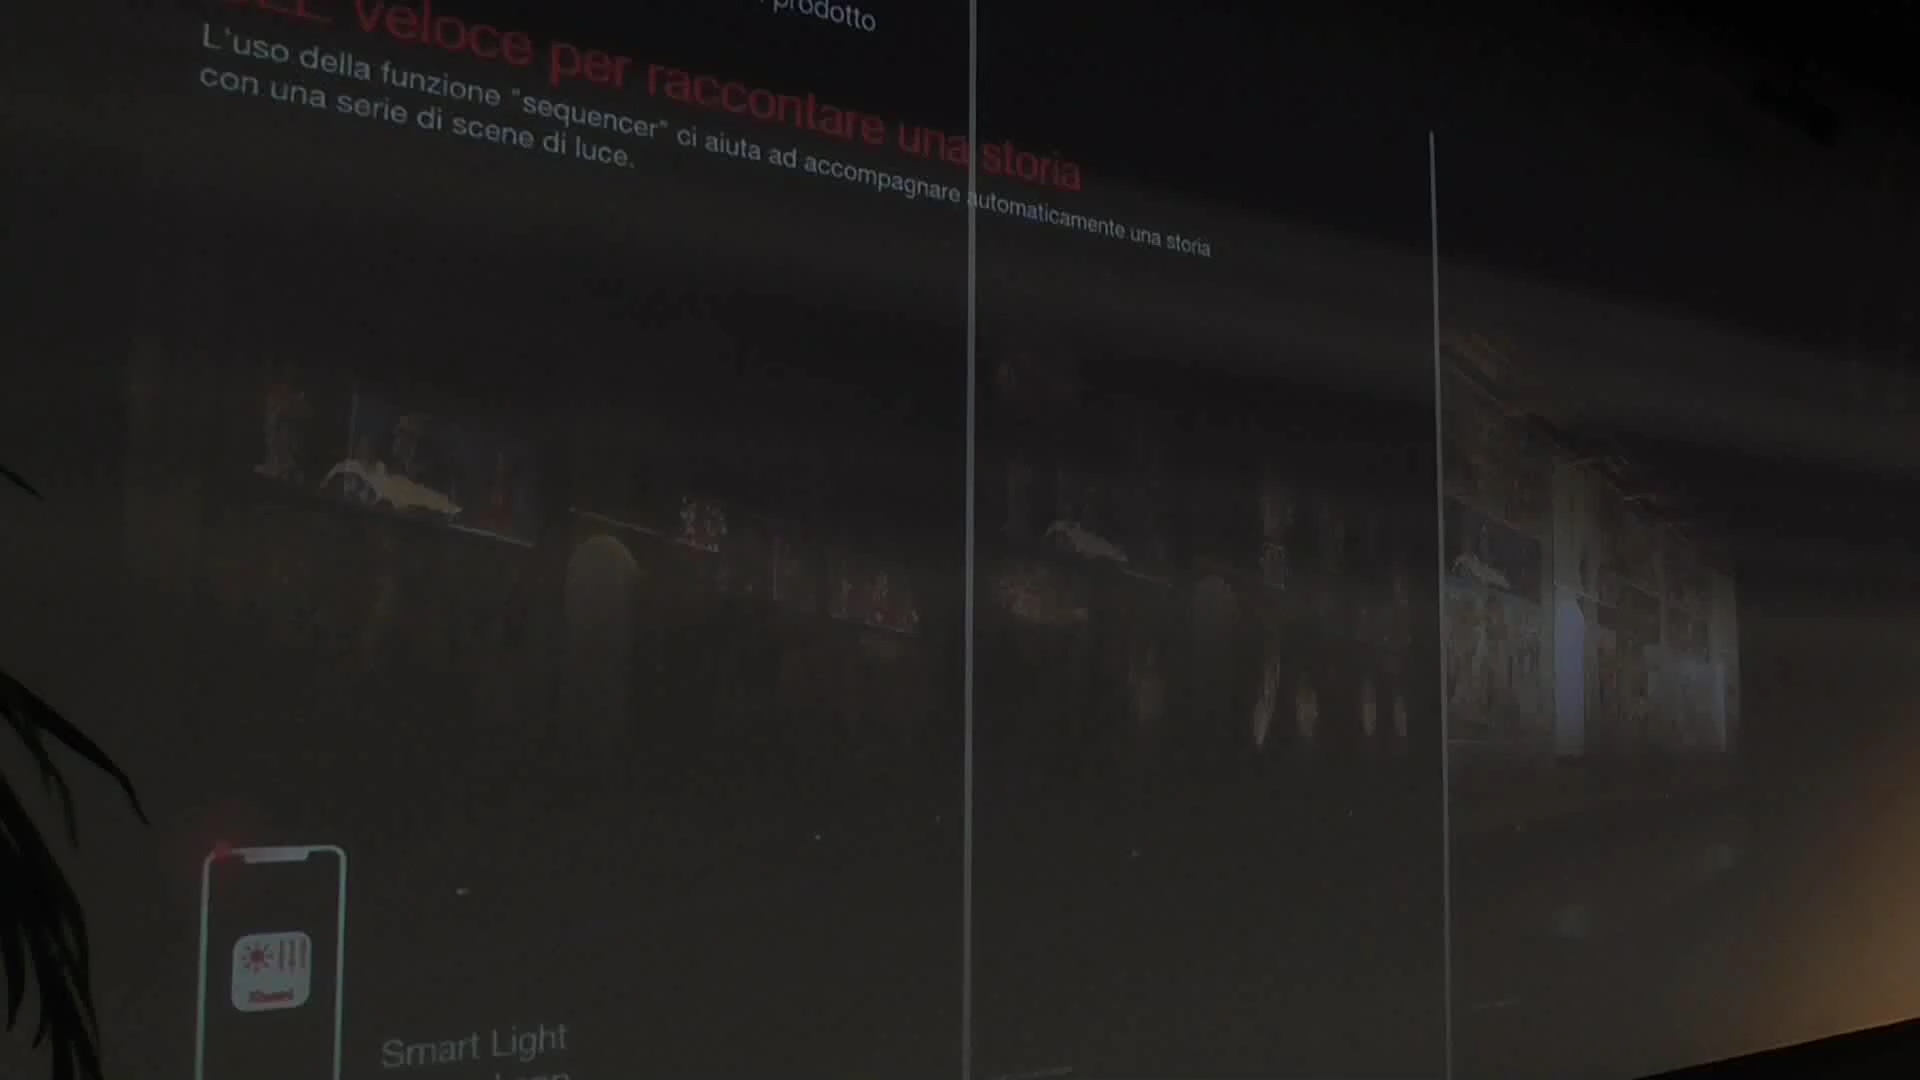 prodotto
veloce per raccontare una storia
L'uso della funzione "sequencer" ci aiuta ad accompagnare automaticamente una storia
con una serie di scene di luce.
Smart Light